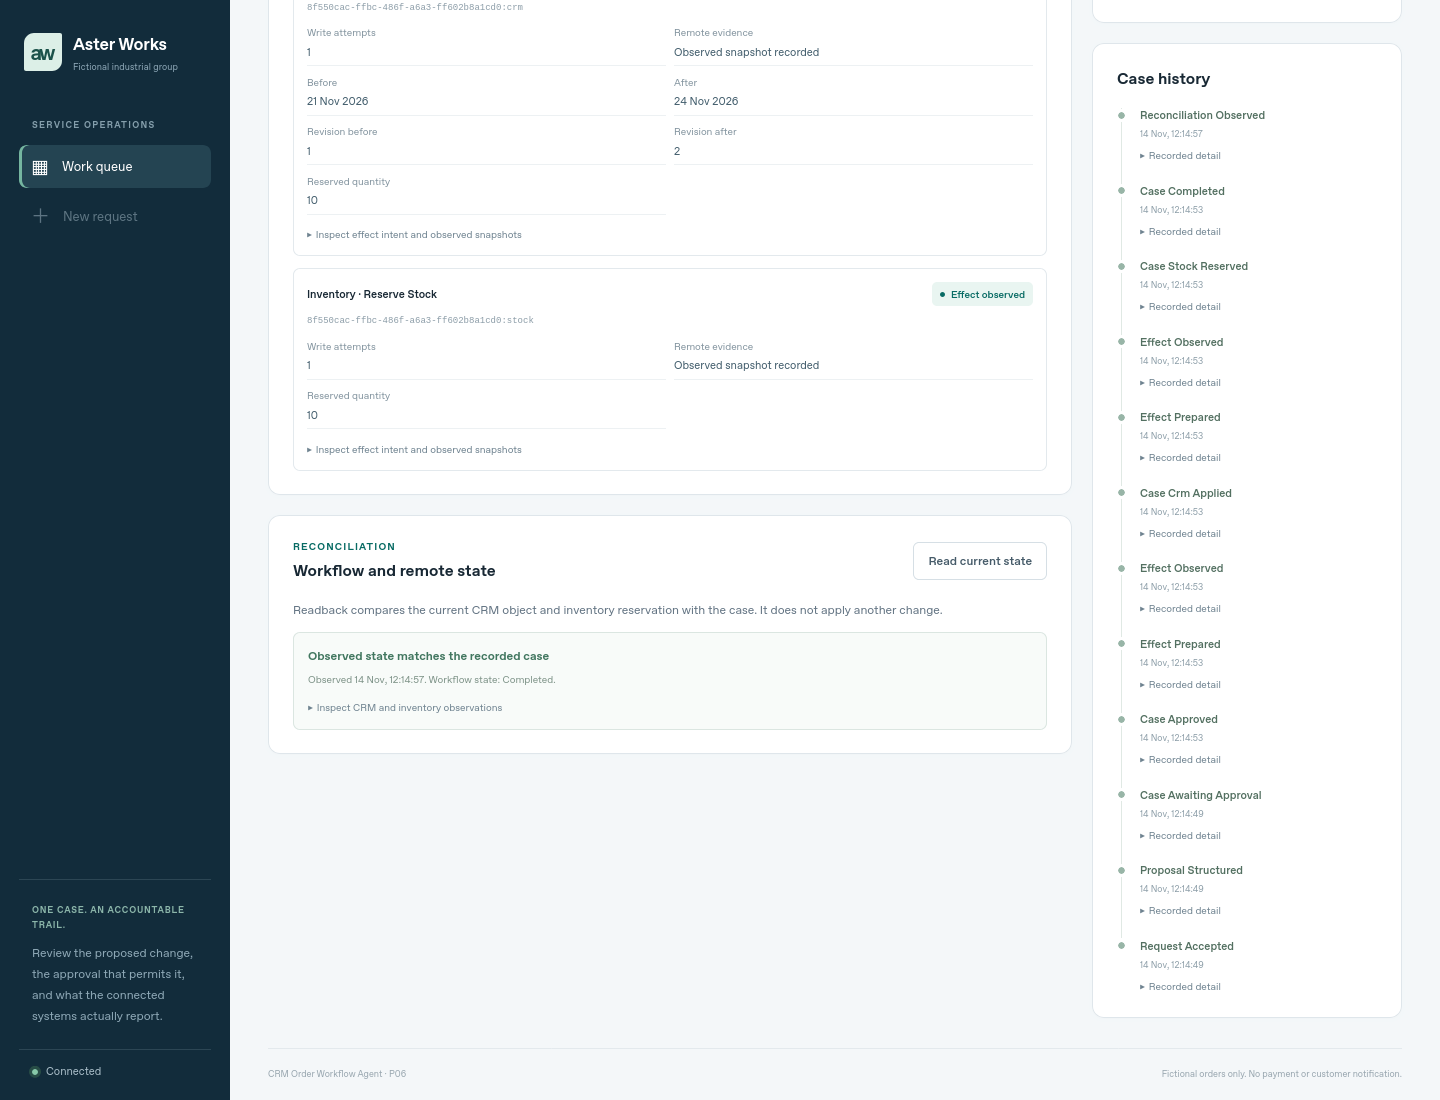 aw
Aster Works
Fictional industrial group
SERVICE OPERATIONS
Work queue
New request
ONE CASE. AN ACCOUNTABLE
TRAIL.
Review the proposed change,
the approval that permits it,
and what the connected
systems actually report.
Connected
8f550cac-ffbc-486f-a6a3-ff602b8a1cd0:crm
Write attempts
1
Remote evidence
Observed snapshot recorded
Before
21 Nov 2026
After
24 Nov 2026
Revision before
1
Revision after
2
Reserved quantity
10
▸ Inspect effect intent and observed snapshots
Inventory · Reserve Stock
Effect observed
8f550cac-ffbc-486f-a6a3-ff602b8a1cd0:stock
Write attempts
1
Remote evidence
Observed snapshot recorded
Reserved quantity
10
▸ Inspect effect intent and observed snapshots
RECONCILIATION
Workflow and remote state
Read current state
Readback compares the current CRM object and inventory reservation with the case. It does not apply another change.
Observed state matches the recorded case
Observed 14 Nov, 12:14:57. Workflow state: Completed.
▸ Inspect CRM and inventory observations
Case history
Reconciliation Observed
14 Nov, 12:14:57
▸ Recorded detail
Case Completed
14 Nov, 12:14:53
▸ Recorded detail
Case Stock Reserved
14 Nov, 12:14:53
▸ Recorded detail
Effect Observed
14 Nov, 12:14:53
▸ Recorded detail
Effect Prepared
14 Nov, 12:14:53
▸ Recorded detail
Case Crm Applied
14 Nov, 12:14:53
▸ Recorded detail
Effect Observed
14 Nov, 12:14:53
▸ Recorded detail
Effect Prepared
14 Nov, 12:14:53
▸ Recorded detail
Case Approved
14 Nov, 12:14:53
▸ Recorded detail
Case Awaiting Approval
14 Nov, 12:14:49
▸ Recorded detail
Proposal Structured
14 Nov, 12:14:49
▸ Recorded detail
Request Accepted
14 Nov, 12:14:49
▸ Recorded detail
CRM Order Workflow Agent · P06
Fictional orders only. No payment or customer notification.